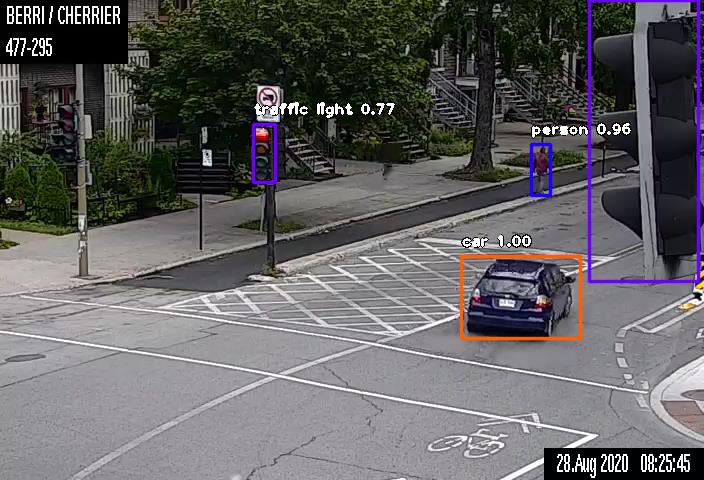 BERRI / CHERRIER
477-295
traffic light 0.77
person 0.96
car 1.00
28.Aug 2020 08:25:45